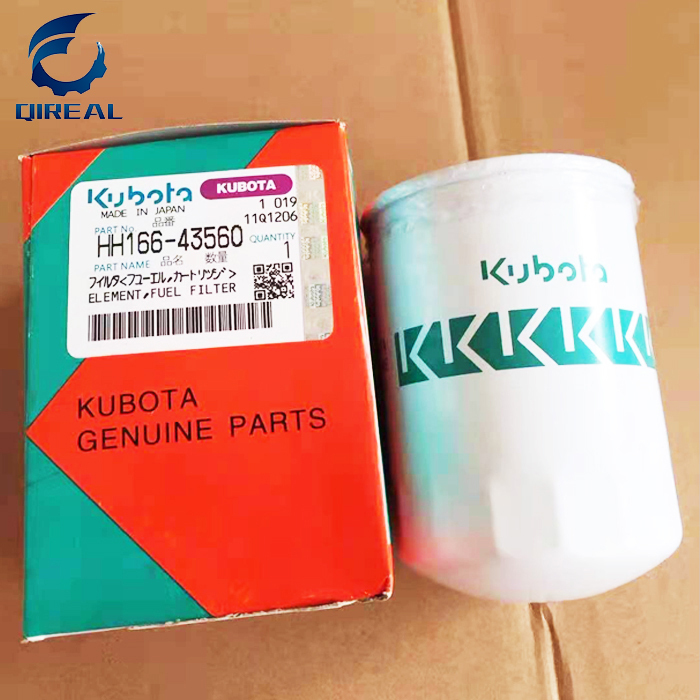 QIREAL
Kubota KUBOTA
MADE IN JAPAN
1 019
11Q1206
PART No. 品番
HH166-43560
QUANTITY
1
PART NAME 品名 数量
フイルタ<フユーエル,カートリツジ>
ELEMENT,FUEL FILTER
KUBOTA
GENUINE PARTS
Kubota